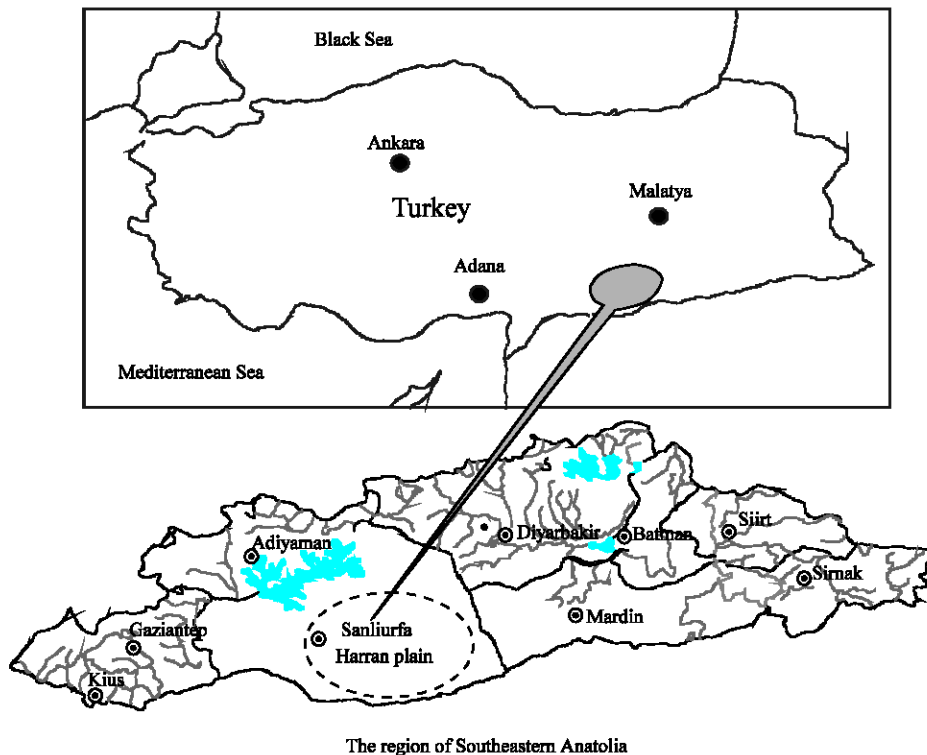 Black Sea
Ankara
Malatya
Turkey
Adana
Mediterranean Sea
Diyarbakir
Batman
Siirt
Adiyaman
Sirnak
Mardin
Sanliurfa
Harran plain
Gaziantep
Kius
The region of Southeastern Anatolia